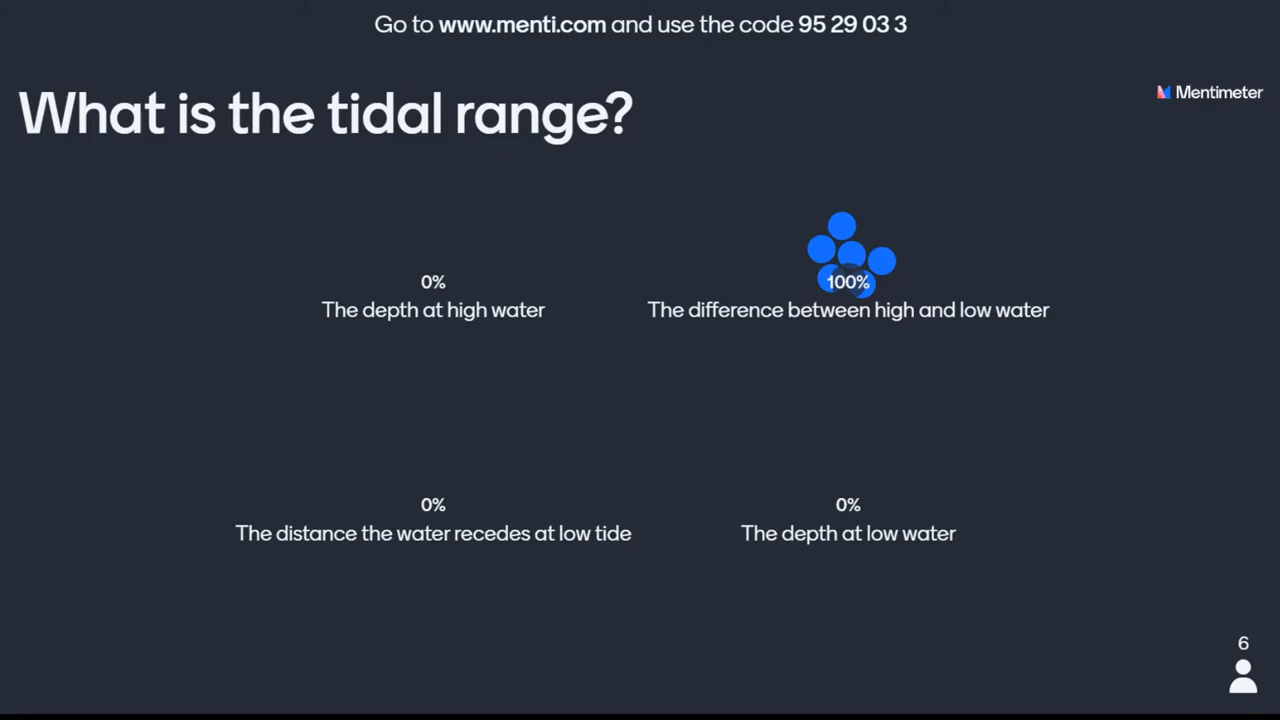 Go to www.menti.com and use the code 95 29 03 3
What is the tidal range?
Mentimeter
0%
The depth at high water
100%
The difference between high and low water
0%
The distance the water recedes at low tide
0%
The depth at low water
6